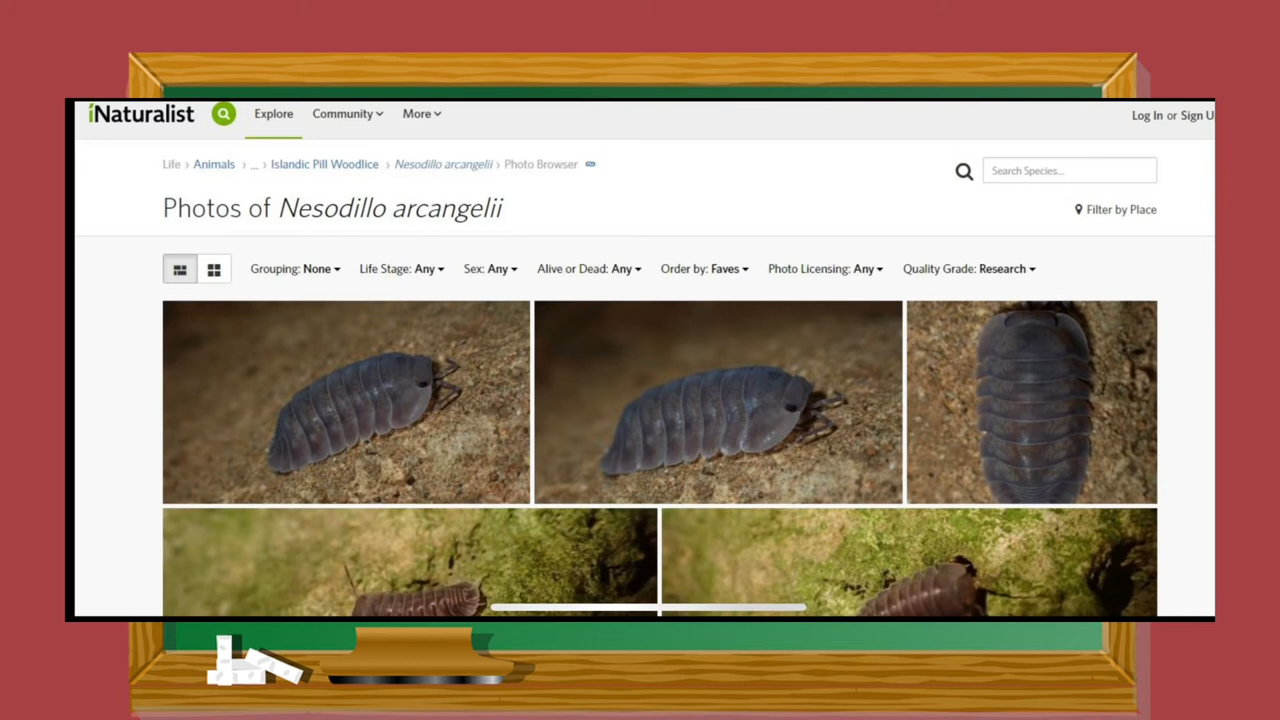 iNaturalist Explore Community More Log In or Sign U
Life › Animals › ... › Islandic Pill Woodlice › Nesodillo arcangelii › Photo Browser
Search Species...
Photos of Nesodillo arcangelii
Filter by Place
Grouping: None Life Stage: Any Sex: Any Alive or Dead: Any Order by: Faves Photo Licensing: Any Quality Grade: Research